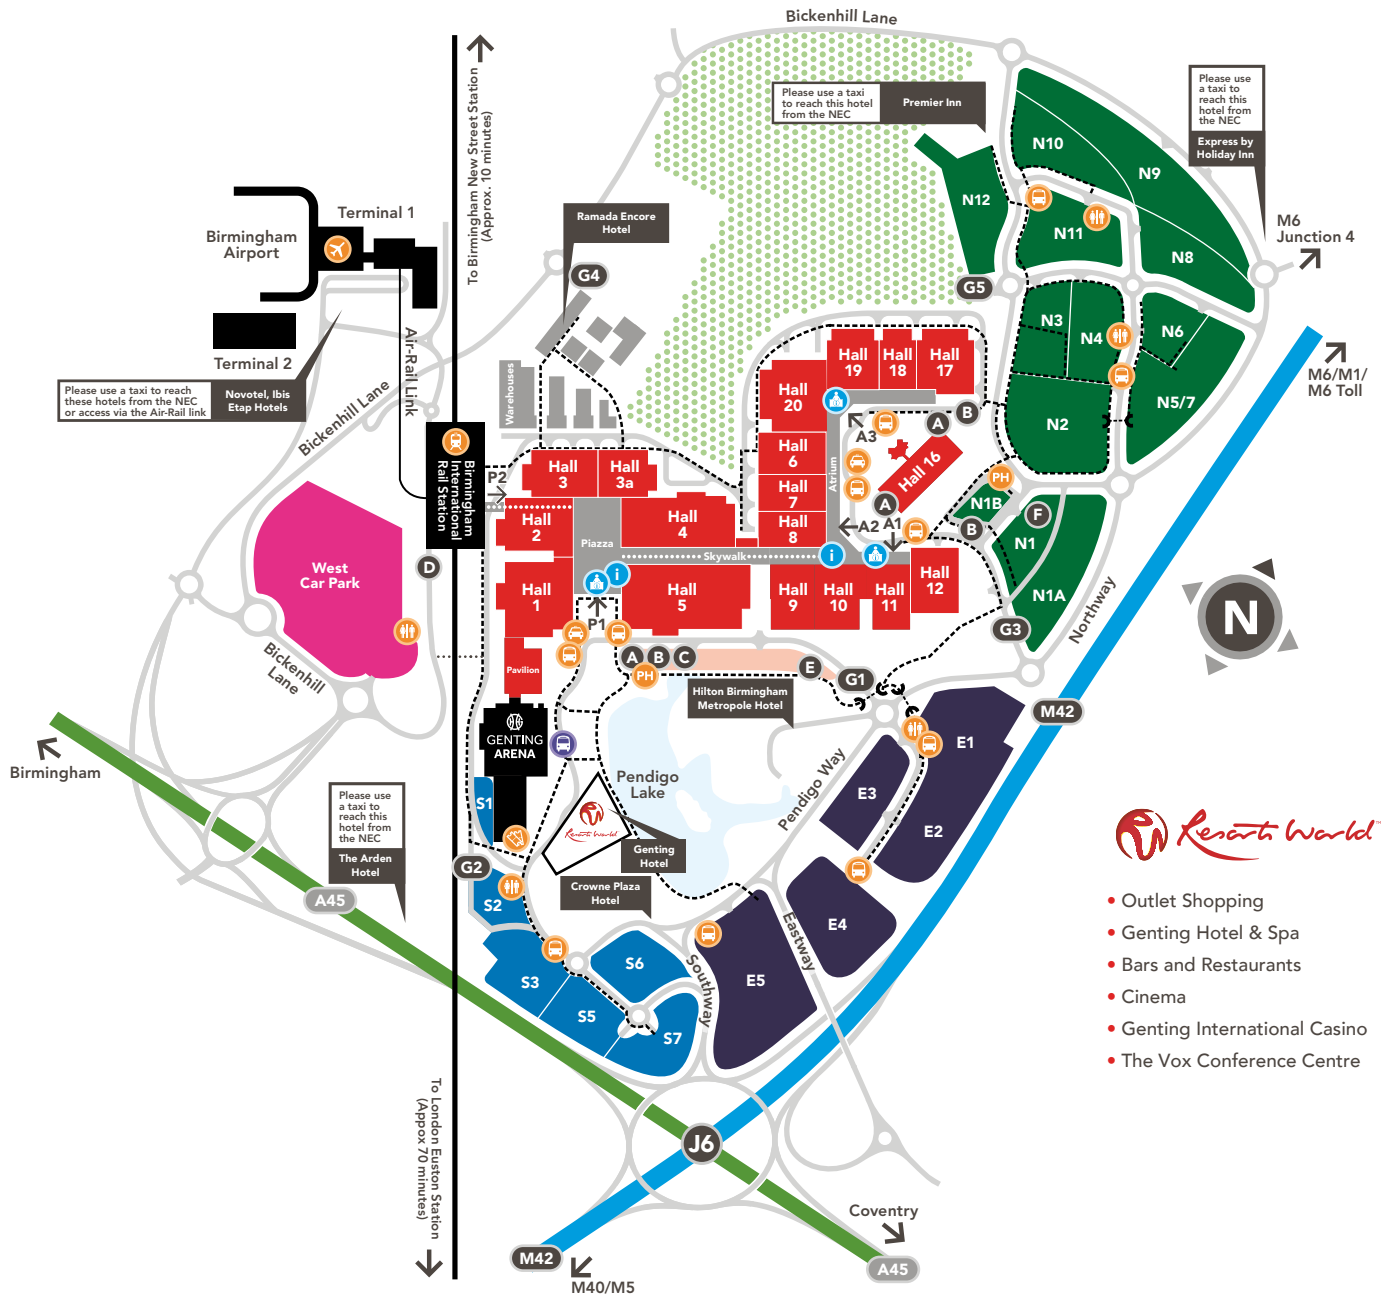 Bickenhill Lane
To Birmingham New Street Station
(Approx. 10 minutes)
Please use a taxi
to reach this hotel
from the NEC
Premier Inn
Please use
a taxi to
reach this
hotel from
the NEC
Express by
Holiday Inn
N10
N9
N12
N11
N8
M6
Junction 4
Terminal 1
Birmingham
Airport
Ramada Encore
Hotel
G4
G5
Terminal 2
Air-Rail Link
N3
N4
N6
N5/7
N2
M6/M1/
M6 Toll
Please use a taxi to reach
these hotels from the NEC
or access via the Air-Rail link
Novotel, Ibis
Etap Hotels
Bickenhill Lane
Warehouses
Hall
19
Hall
18
Hall
17
Hall
20
A3
A
B
Hall
6
Hall
7
Hall
8
Atrium
Hall 16
A
A2
A1
PH
N1B
B
F
N1
N1A
G3
Northway
Birmingham
International
Rail Station
P2
Hall
3
Hall
3a
Hall
2
Hall
4
Piazza
Skywalk
i
i
Hall
1
Hall
5
Hall
9
Hall
10
Hall
11
Hall
12
P1
West
Car Park
D
N
Pavilion
A
B
C
PH
E
G1
Hilton Birmingham
Metropole Hotel
M42
Bickenhill
Lane
Birmingham
GENTING
ARENA
Pendigo
Lake
Pendigo Way
E1
E3
E2
S1
Resorts World
Genting
Hotel
Please use
a taxi to
reach this
hotel from
the NEC
The Arden
Hotel
G2
Crowne Plaza
Hotel
A45
S2
S3
S5
S6
S7
Southway
Eastway
E4
E5
Resorts World
• Outlet Shopping
• Genting Hotel & Spa
• Bars and Restaurants
• Cinema
• Genting International Casino
• The Vox Conference Centre
To London Euston Station
(Appox 70 minutes)
J6
Coventry
M42
A45
M40/M5